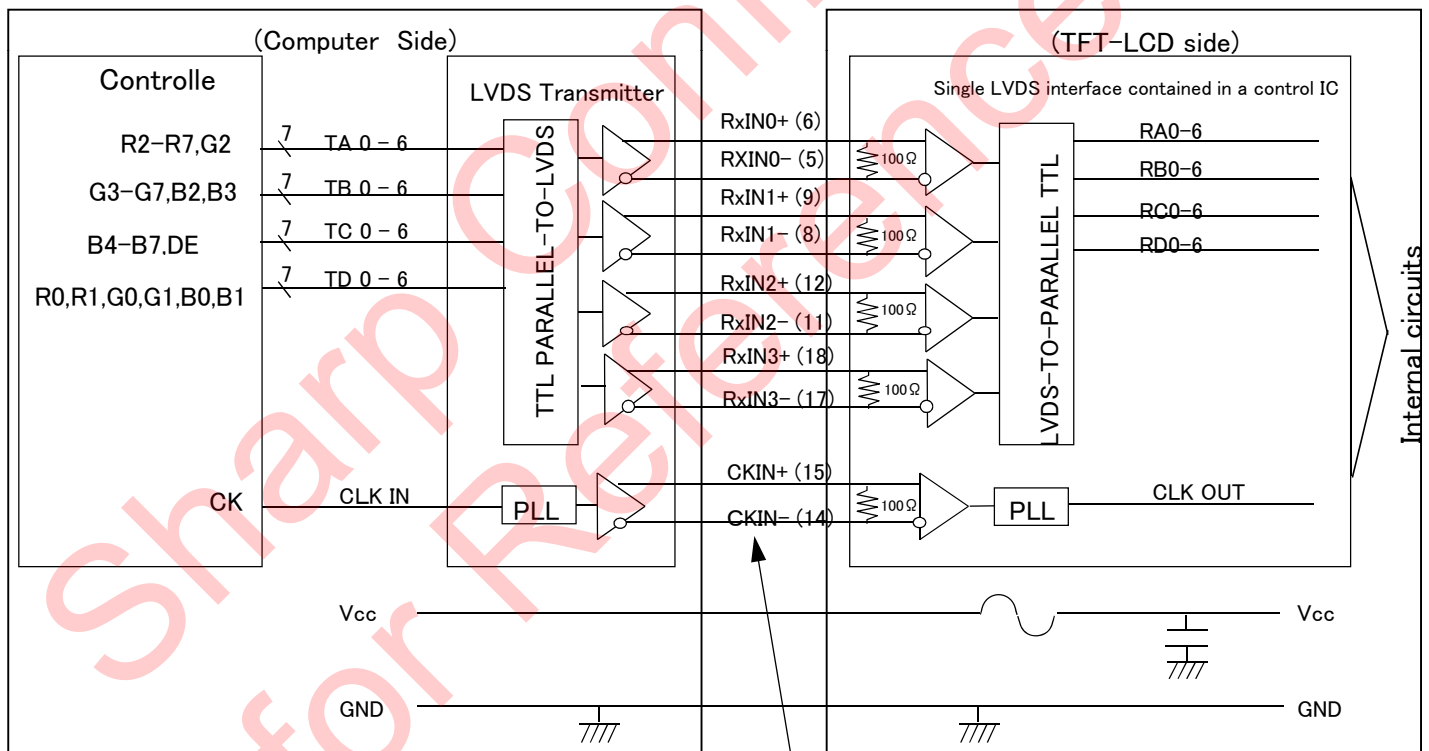 (Computer Side)
(TFT-LCD side)
Controlle
LVDS Transmitter
Single LVDS interface contained in a control IC
R2-R7,G2
7
TA 0 - 6
G3-G7,B2,B3
7
TB 0 - 6
B4-B7,DE
7
TC 0 - 6
R0,R1,G0,G1,B0,B1
7
TD 0 - 6
TTL PARALLEL-TO-LVDS
RxIN0+ (6)
RXIN0- (5)
RxIN1+ (9)
RxIN1- (8)
RxIN2+ (12)
RxIN2- (11)
RxIN3+ (18)
RxIN3- (17)
100Ω
100Ω
100Ω
100Ω
LVDS-TO-PARALLEL TTL
RA0-6
RB0-6
RC0-6
RD0-6
Internal circuits
CK
CLK IN
PLL
CKIN+ (15)
CKIN- (14)
100Ω
PLL
CLK OUT
Vcc
Vcc
GND
GND
Sharp Con
for Reference